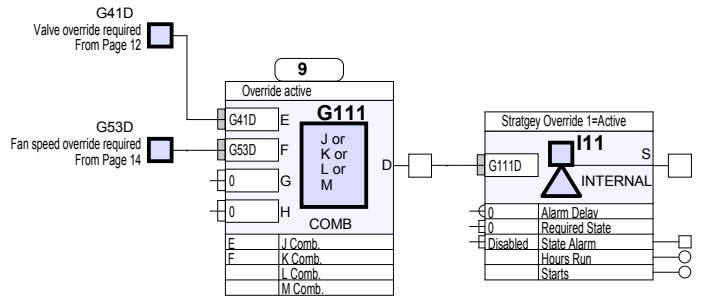 G41D
Valve override required
From Page 12
9
Override active
G111
G41D E
J or
K or
L or
M
G53D
Fan speed override required
From Page 14
G53D F
D
0 G
0 H
COMB
E J Comb.
F K Comb.
L Comb.
M Comb.
Stratgey Override 1=Active
I11
S
G111D
INTERNAL
0 Alarm Delay
0 Required State
Disabled State Alarm
Hours Run
Starts